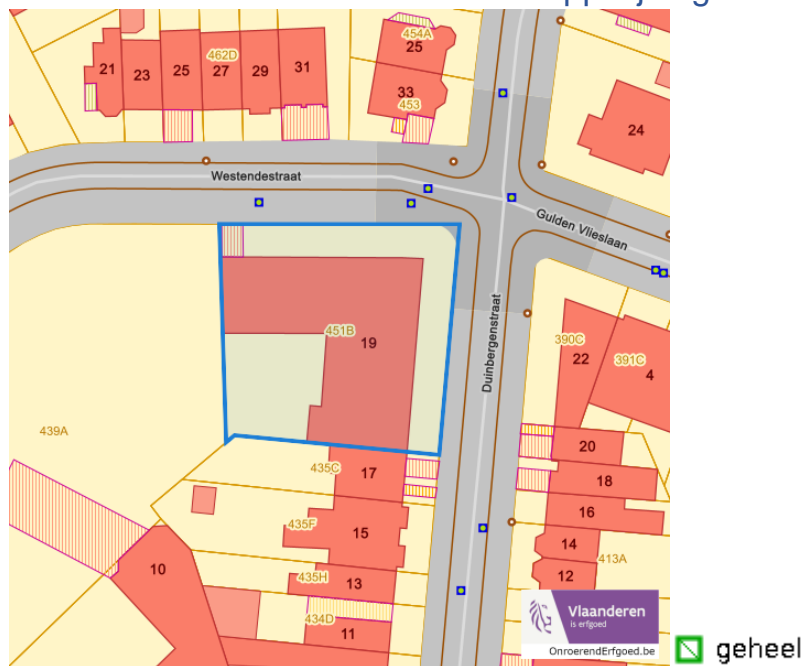 454A
462D
25
21
23
25
27
29
31
33
453
24
Westendestraat
Gulden Vlieslaan
Duinbergenstraat
451B
19
390C
22
391C
4
439A
435C
17
20
18
16
435F
15
14
413A
10
435H
13
12
434D
11
Vlaanderen
is erfgoed
OnroerendErfgoed.be
geheel